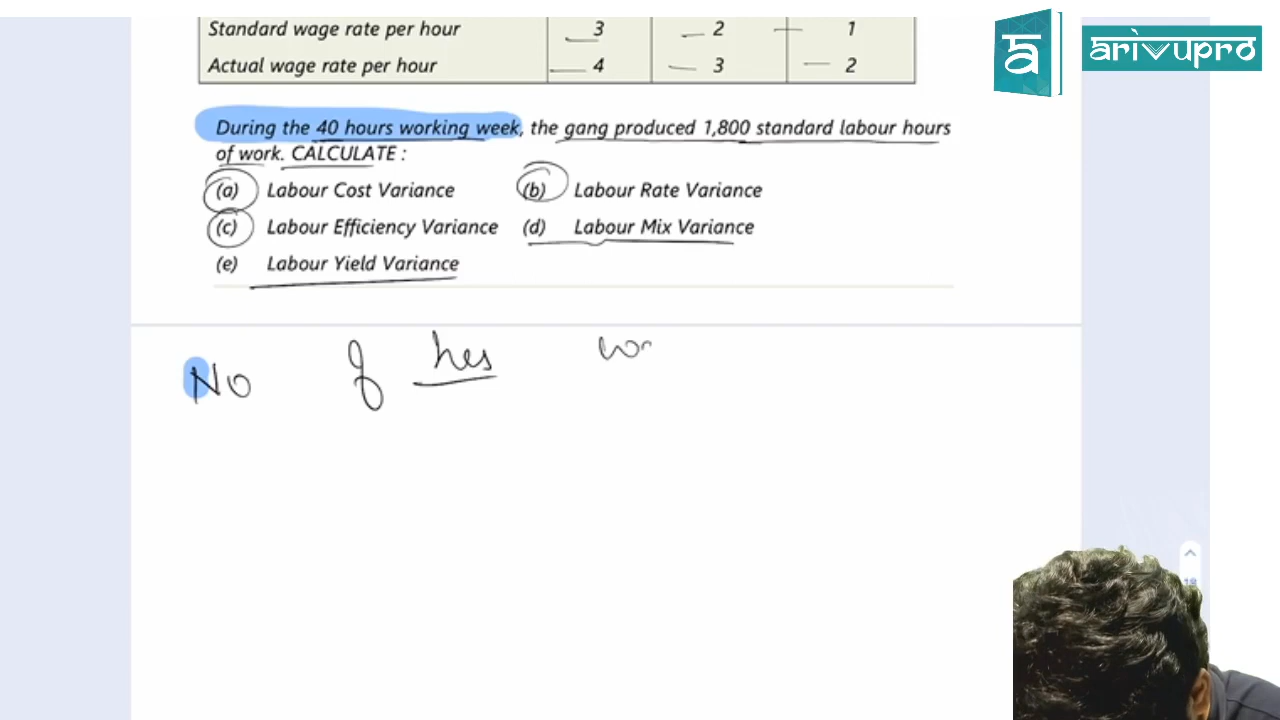 Standard wage rate per hour 3 2 1
Actual wage rate per hour 4 3 2
arivupro
During the 40 hours working week, the gang produced 1,800 standard labour hours
of work. CALCULATE :
(a) Labour Cost Variance (b) Labour Rate Variance
(c) Labour Efficiency Variance (d) Labour Mix Variance
(e) Labour Yield Variance
No of hrs wo